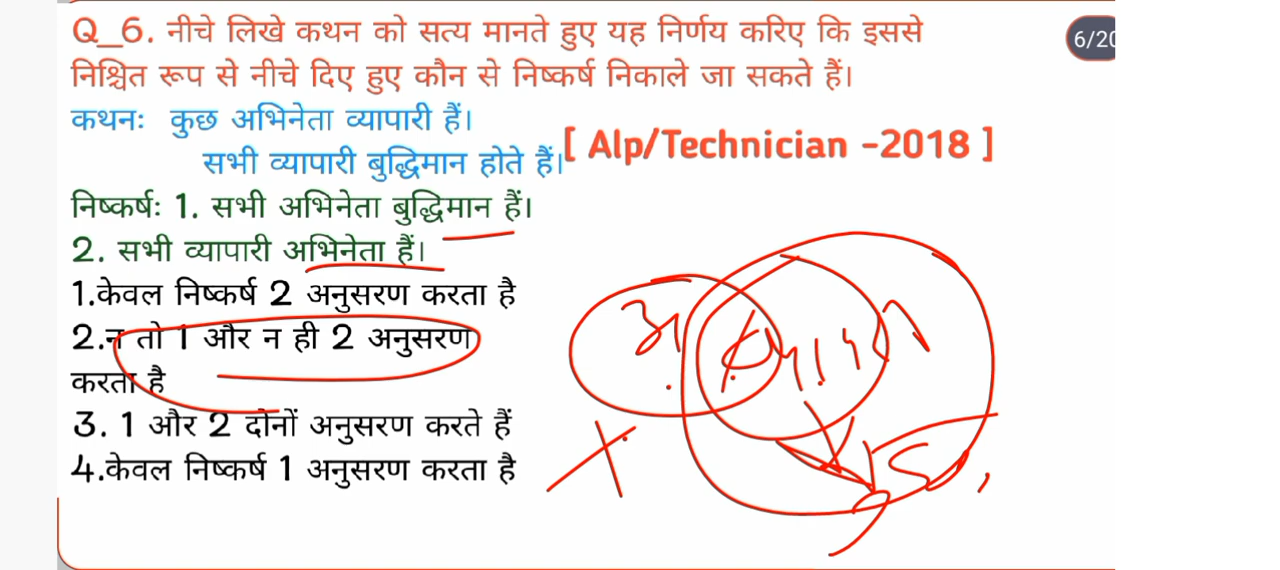 Q_6. नीचे लिखे कथन को सत्य मानते हुए यह निर्णय करिए कि इससे
निश्चित रूप से नीचे दिए हुए कौन से निष्कर्ष निकाले जा सकते हैं।
6/20
कथनः कुछ अभिनेता व्यापारी हैं।
सभी व्यापारी बुद्धिमान होते हैं।
[ Alp/Technician -2018 ]
निष्कर्षः 1. सभी अभिनेता बुद्धिमान हैं।
2. सभी व्यापारी अभिनेता हैं।
1.केवल निष्कर्ष 2 अनुसरण करता है
2.न तो 1 और न ही 2 अनुसरण
करता है
3. 1 और 2 दोनों अनुसरण करते हैं
4.केवल निष्कर्ष 1 अनुसरण करता है